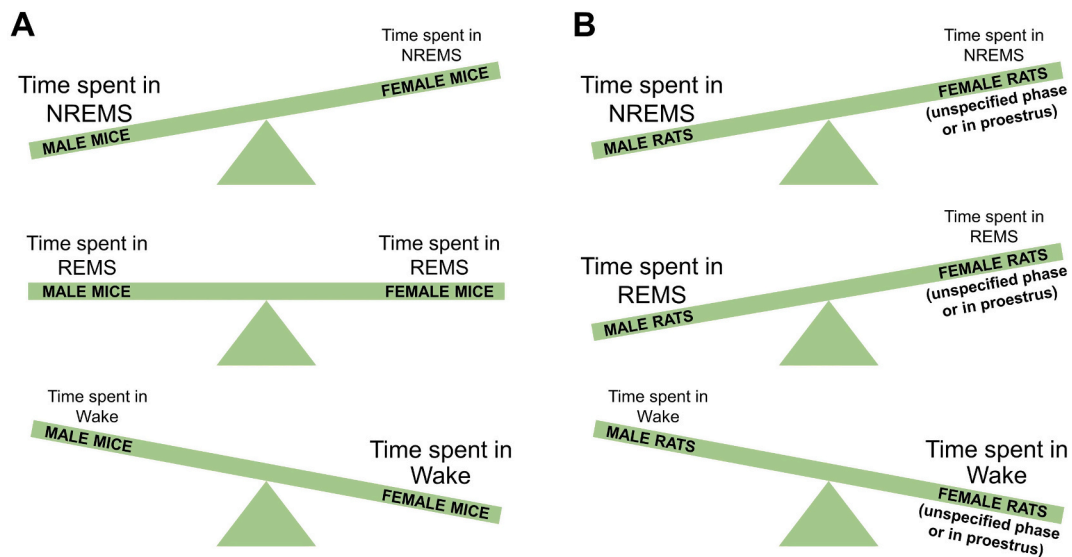 A
Time spent in
NREMS
MALE MICE
Time spent in
NREMS
FEMALE MICE
Time spent in
REMS
MALE MICE
Time spent in
REMS
FEMALE MICE
Time spent in
Wake
MALE MICE
Time spent in
Wake
FEMALE MICE
B
Time spent in
NREMS
MALE RATS
Time spent in
NREMS
FEMALE RATS
(unspecified phase
or in proestrus)
Time spent in
REMS
MALE RATS
Time spent in
REMS
FEMALE RATS
(unspecified phase
or in proestrus)
Time spent in
Wake
MALE RATS
Time spent in
Wake
FEMALE RATS
(unspecified phase
or in proestrus)